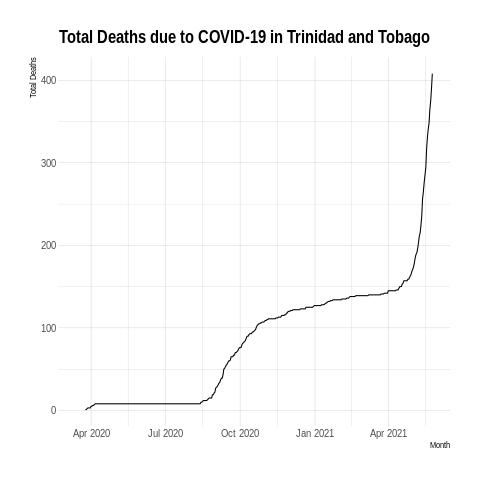 Total Deaths due to COVID-19 in Trinidad and Tobago
Total Deaths
400
300
200
100
0
Apr 2020 Jul 2020 Oct 2020 Jan 2021 Apr 2021
Month